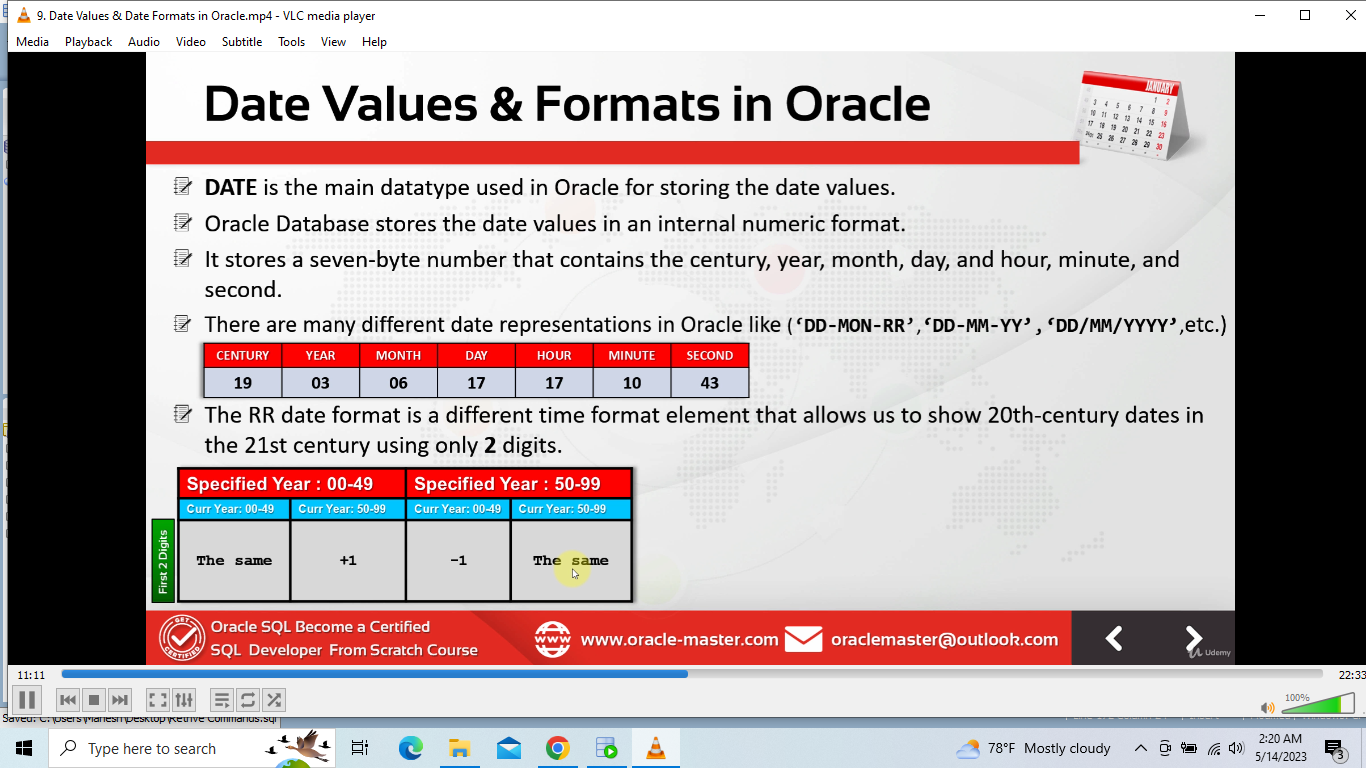 9. Date Values & Date Formats in Oracle.mp4 - VLC media player
Media Playback Audio Video Subtitle Tools View Help
Date Values & Formats in Oracle
JANUARY
DATE is the main datatype used in Oracle for storing the date values.
Oracle Database stores the date values in an internal numeric format.
It stores a seven-byte number that contains the century, year, month, day, and hour, minute, and
second.
There are many different date representations in Oracle like (‘DD-MON-RR’,‘DD-MM-YY’,‘DD/MM/YYYY’,etc.)
CENTURY YEAR MONTH DAY HOUR MINUTE SECOND
19 03 06 17 17 10 43
The RR date format is a different time format element that allows us to show 20th-century dates in
the 21st century using only 2 digits.
Specified Year : 00-49 Specified Year : 50-99
Curr Year: 00-49 Curr Year: 50-99 Curr Year: 00-49 Curr Year: 50-99
First 2 Digits
The same +1 -1 The same
GET CERTIFIED
Oracle SQL Become a Certified
SQL Developer From Scratch Course
www
www.oracle-master.com
oraclemaster@outlook.com
Udemy
11:11 22:33
100%
Saved: C:\Users\Mahesh\Desktop\Retrive Commands.sql
Type here to search
78°F Mostly cloudy
2:20 AM
5/14/2023
3